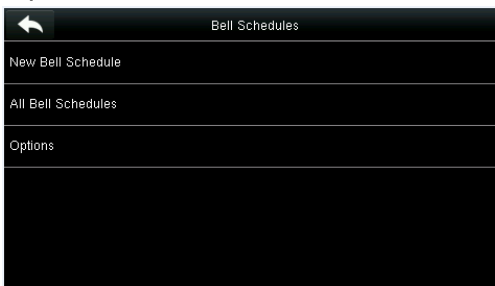 Bell Schedules
New Bell Schedule
All Bell Schedules
Options